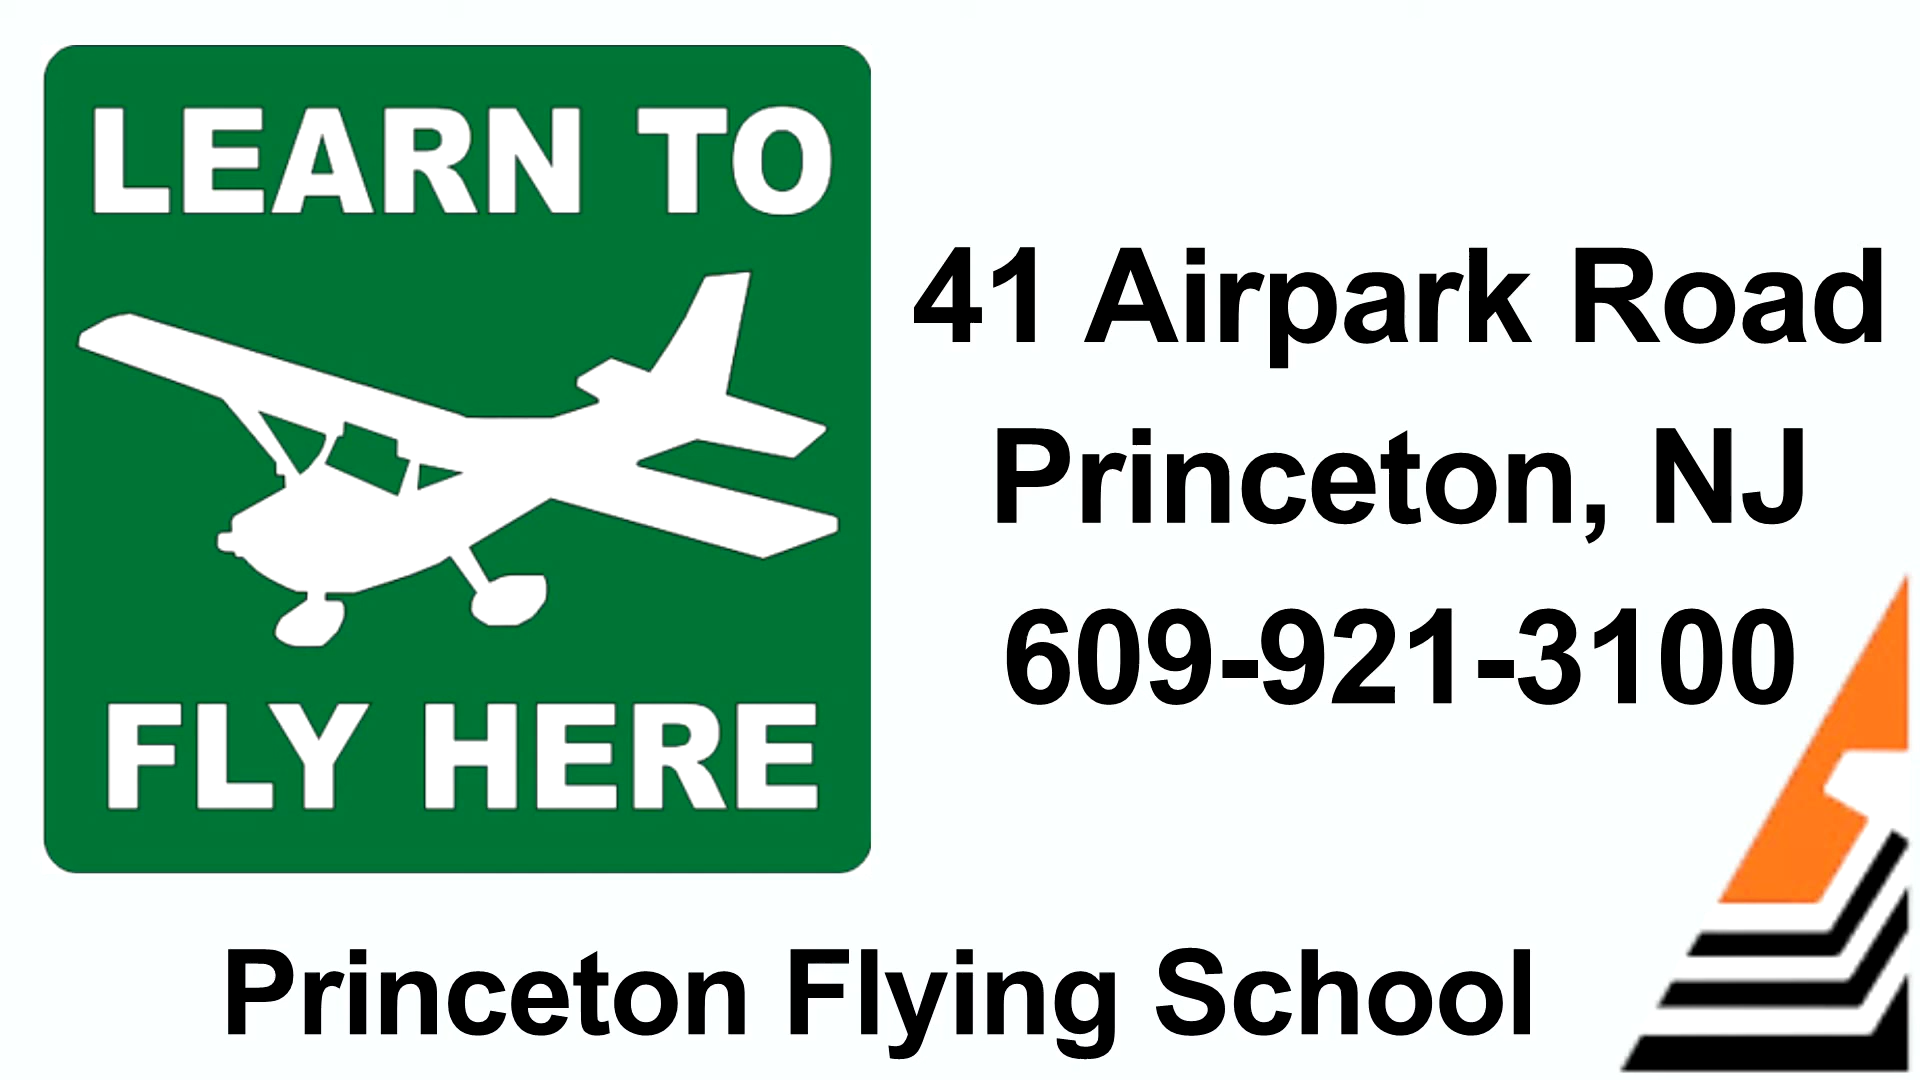 LEARN TO
FLY HERE
41 Airpark Road
Princeton, NJ
609-921-3100
Princeton Flying School